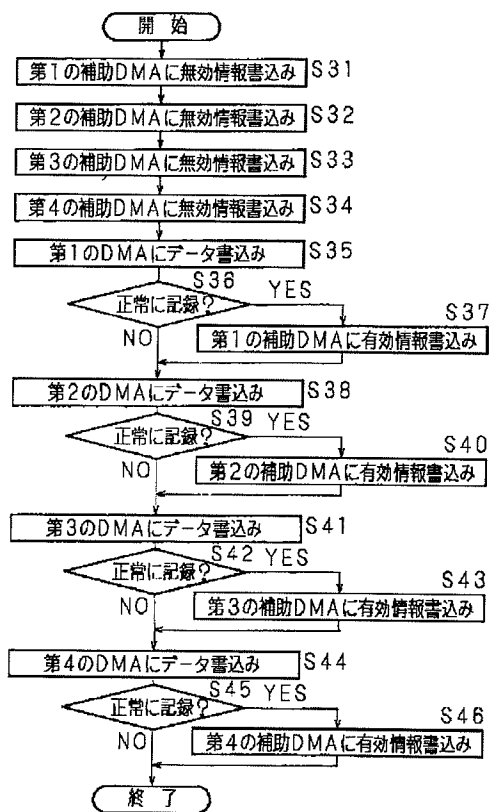 開始
第1の補助DMAに無効情報書込み S31
第2の補助DMAに無効情報書込み S32
第3の補助DMAに無効情報書込み S33
第4の補助DMAに無効情報書込み S34
第1のDMAにデータ書込み S35
S36
正常に記録? YES
S37
NO
第1の補助DMAに有効情報書込み
第2のDMAにデータ書込み S38
S39
正常に記録? YES
S40
NO
第2の補助DMAに有効情報書込み
第3のDMAにデータ書込み S41
S42
正常に記録? YES
S43
NO
第3の補助DMAに有効情報書込み
第4のDMAにデータ書込み S44
S45
正常に記録? YES
S46
NO
第4の補助DMAに有効情報書込み
終了